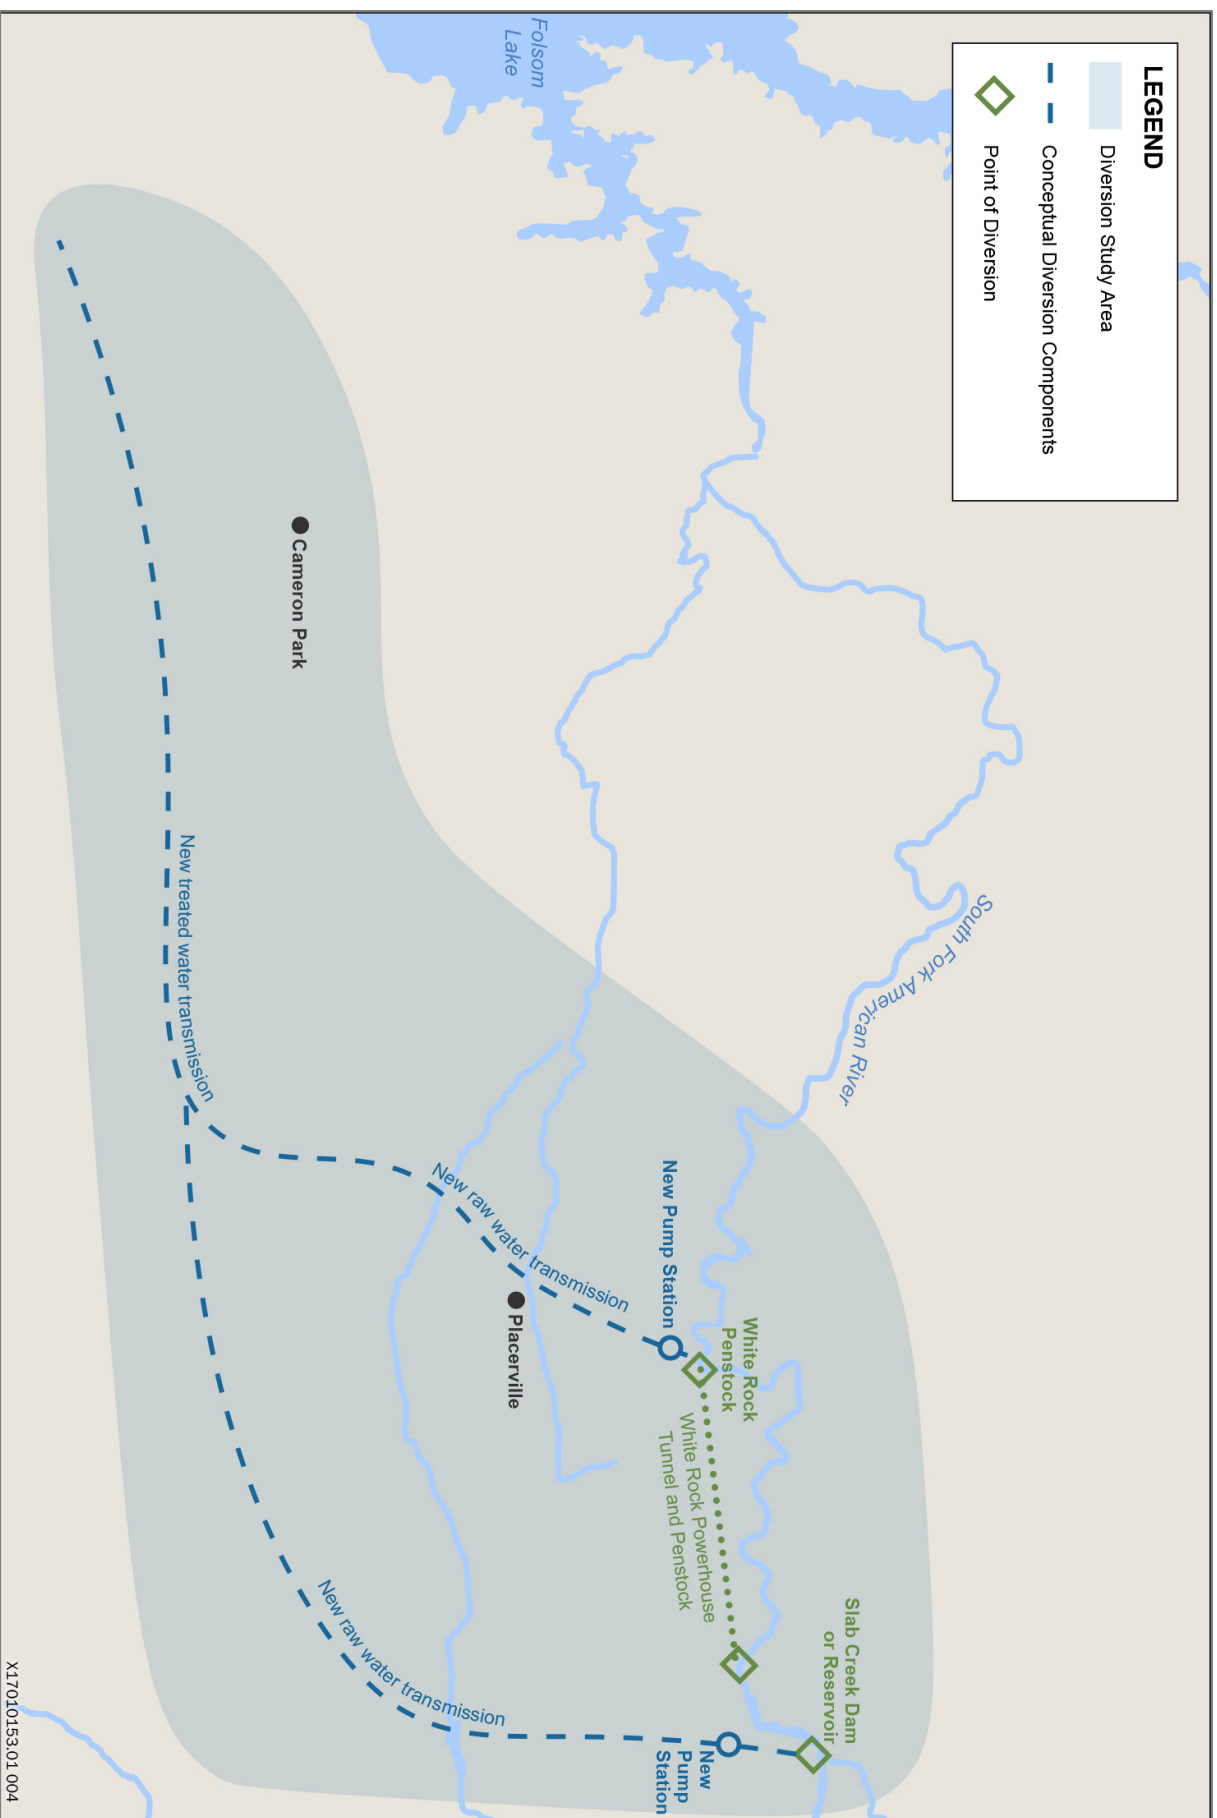 LEGEND
Diversion Study Area
Conceptual Diversion Components
Point of Diversion
Folsom
Lake
South Fork American River
Cameron Park
New treated water transmission
New raw water transmission
New Pump Station
White Rock
Penstock
White Rock Powerhouse
Tunnel and Penstock
Placerville
Slab Creek Dam
or Reservoir
New
Pump
Station
New raw water transmission
X17010153.01 004